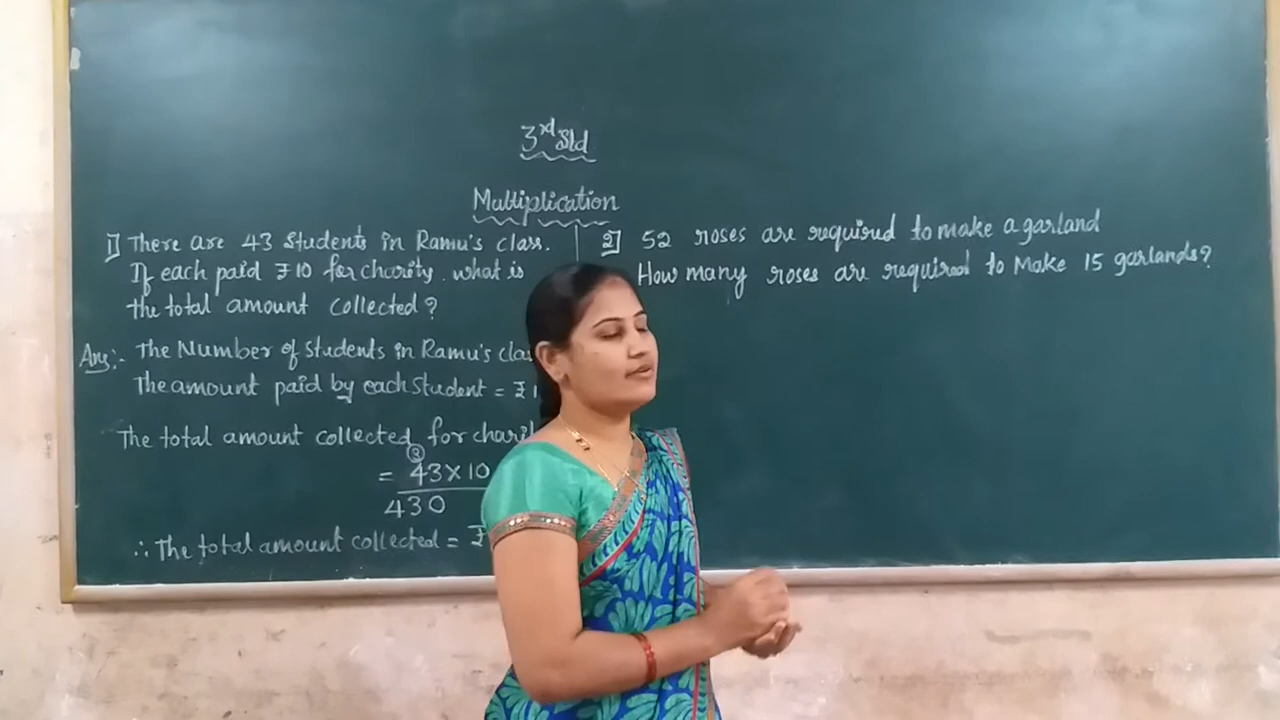 3rd Std
Multiplication
1] There are 43 students in Ramu's class.
If each paid ₹10 for charity. what is
the total amount collected?
Ans:- The Number of Students in Ramu's
The amount paid by each Student = ₹
The total amount collected for
③
= 43×10
430
∴ The total amount collected = ₹
2] 52 roses are required to make a garland
How many roses are required to Make 15 garlands?